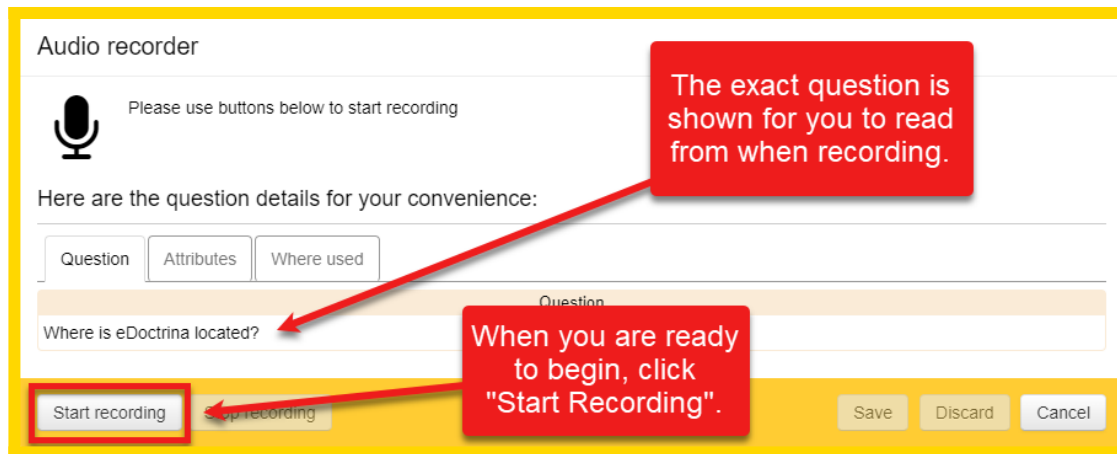 Audio recorder
The exact question is
shown for you to read
from when recording.
Please use buttons below to start recording
Here are the question details for your convenience:
Question Attributes Where used
Question
Where is eDoctrina located?
When you are ready
to begin, click
"Start Recording".
Start recording Stop recording Save Discard Cancel